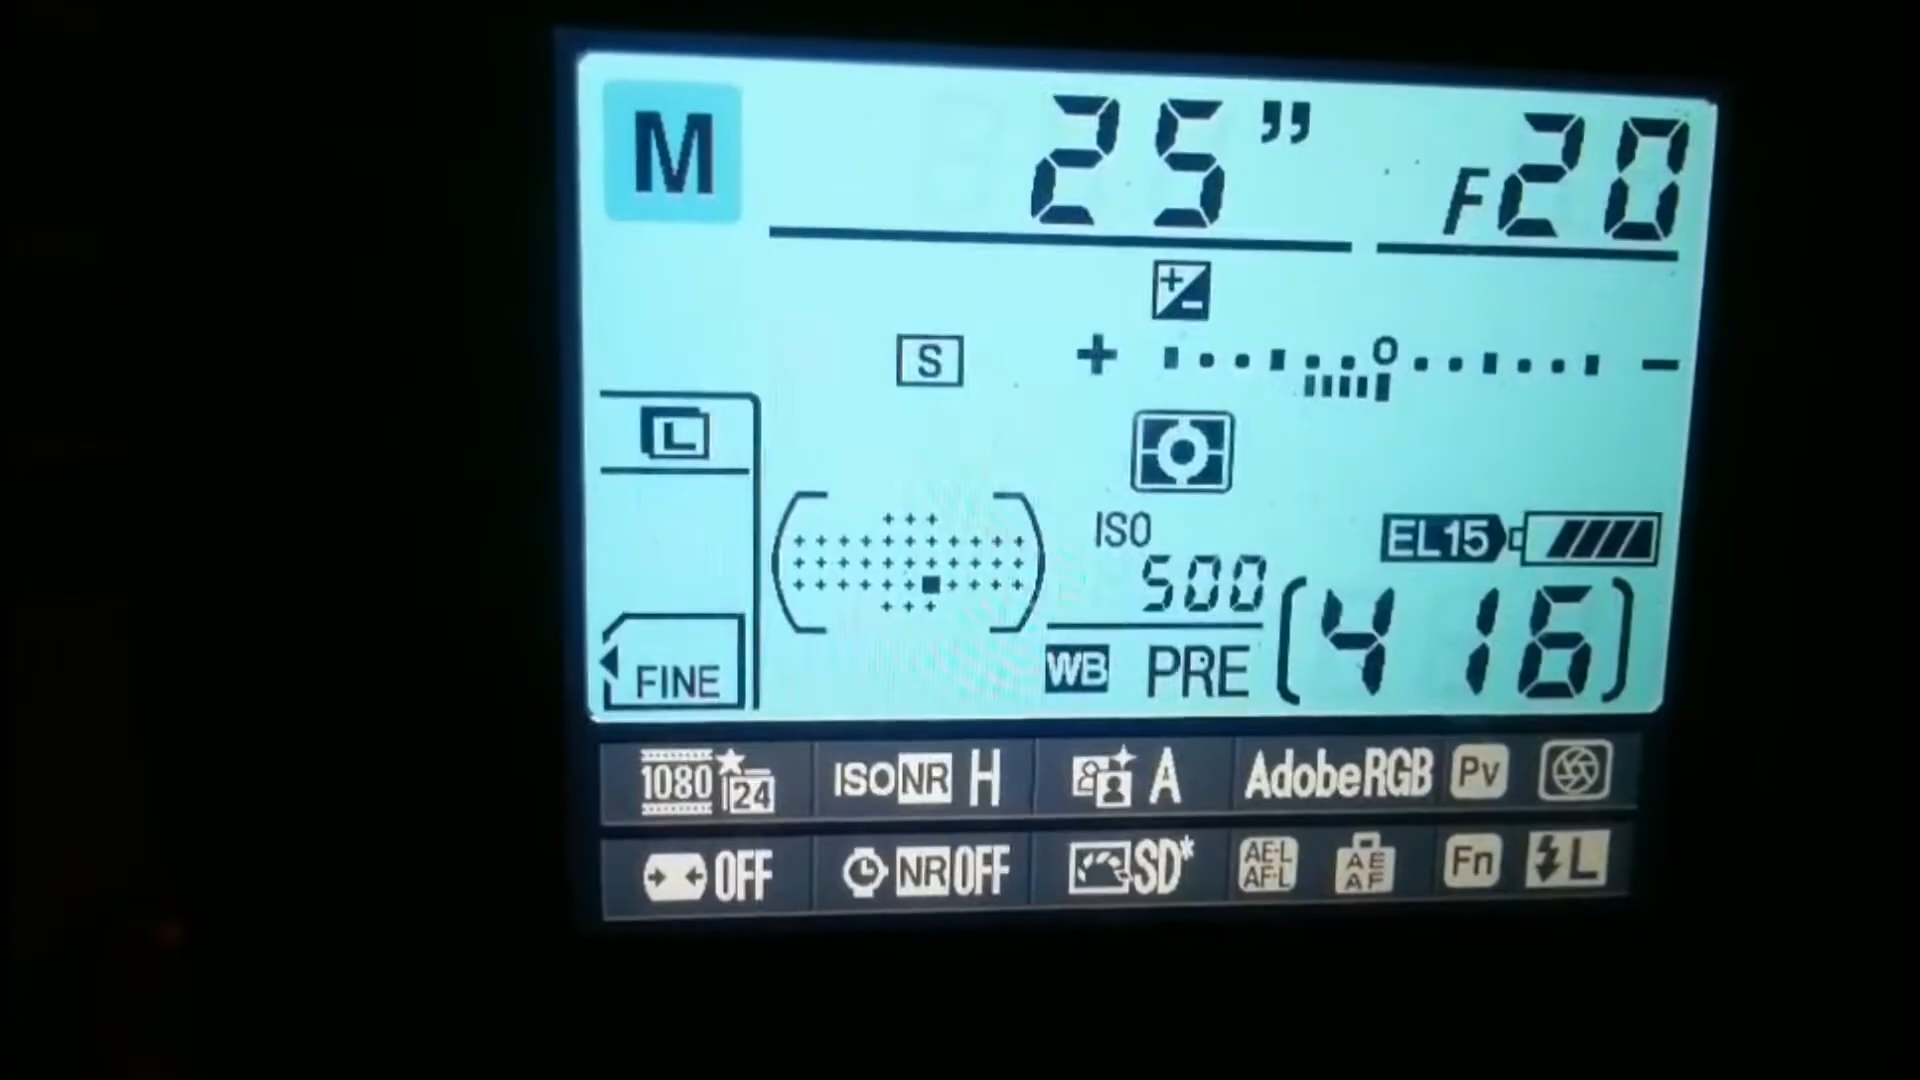 M 25" F20
+ 0 -
S
L
ISO
EL15
500
FINE WB PRE [416]
1080 24 ISO NR H A AdobeRGB Pv
OFF NR OFF SD* AE-L AF-L AE AF Fn L